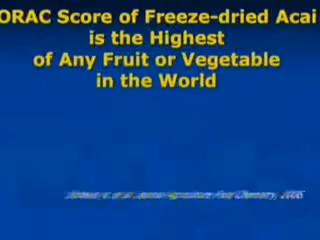 ORAC Score of Freeze-dried Acai
is the Highest
of Any Fruit or Vegetable
in the World